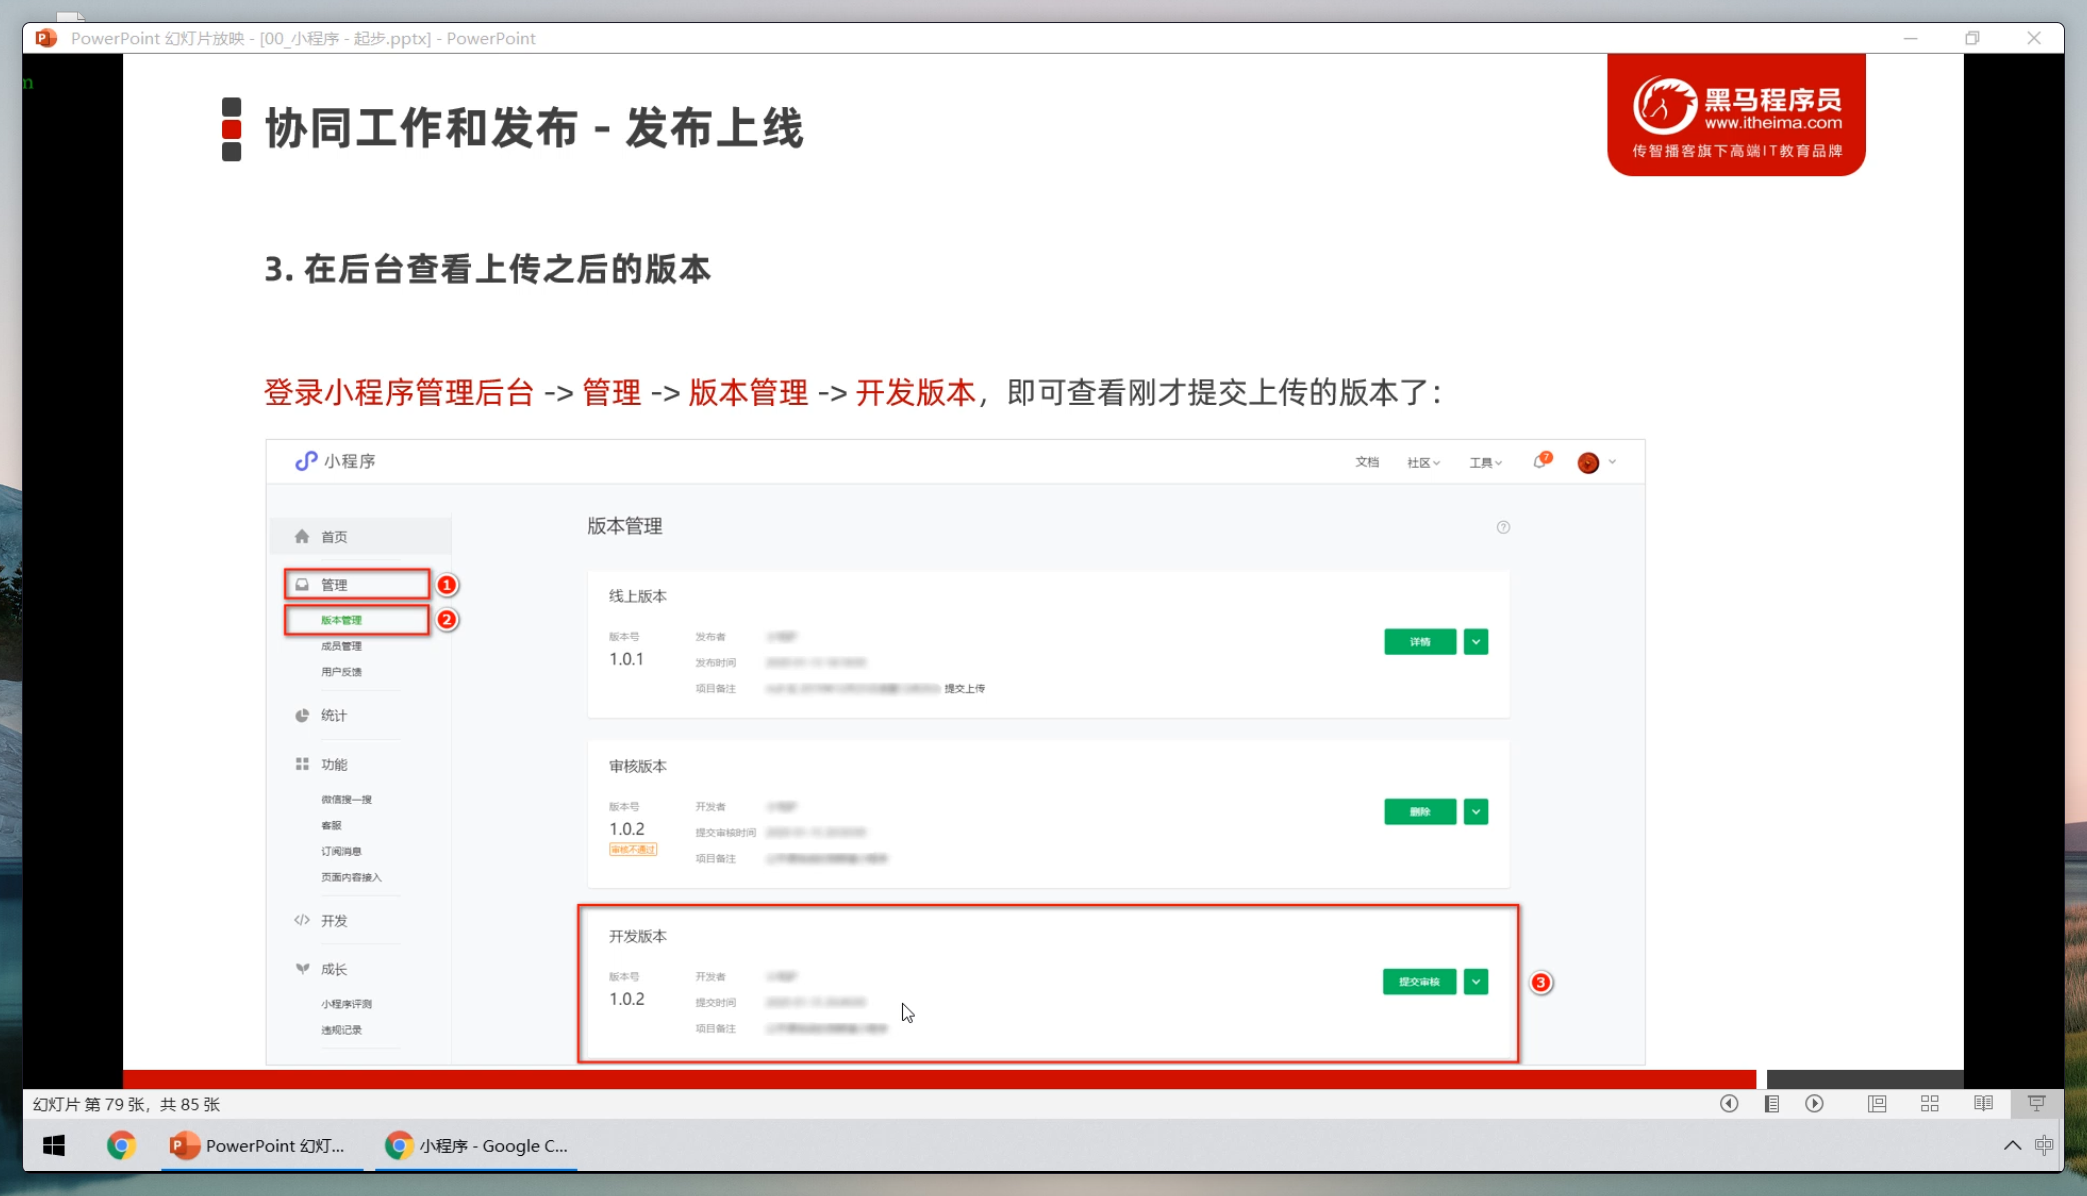 PowerPoint 幻灯片放映 - [00_小程序 - 起步.pptx] - PowerPoint
n
协同工作和发布 - 发布上线
黑马程序员
www.itheima.com
传智播客旗下高端IT教育品牌
3. 在后台查看上传之后的版本
登录小程序管理后台 -> 管理 -> 版本管理 -> 开发版本，即可查看刚才提交上传的版本了：
小程序
文档 社区 工具 7
首页
管理 1
版本管理 2
成员管理
用户反馈
统计
功能
微信搜一搜
客服
订阅消息
页面内容接入
开发
成长
小程序评测
违规记录
版本管理
线上版本
版本号 发布者
1.0.1 发布时间
项目备注 提交上传
详情
审核版本
版本号 开发者
1.0.2 提交审核时间
审核不通过
项目备注
删除
开发版本
版本号 开发者
1.0.2 提交时间
项目备注
提交审核 3
幻灯片 第 79 张，共 85 张
PowerPoint 幻灯... 小程序 - Google C... 中